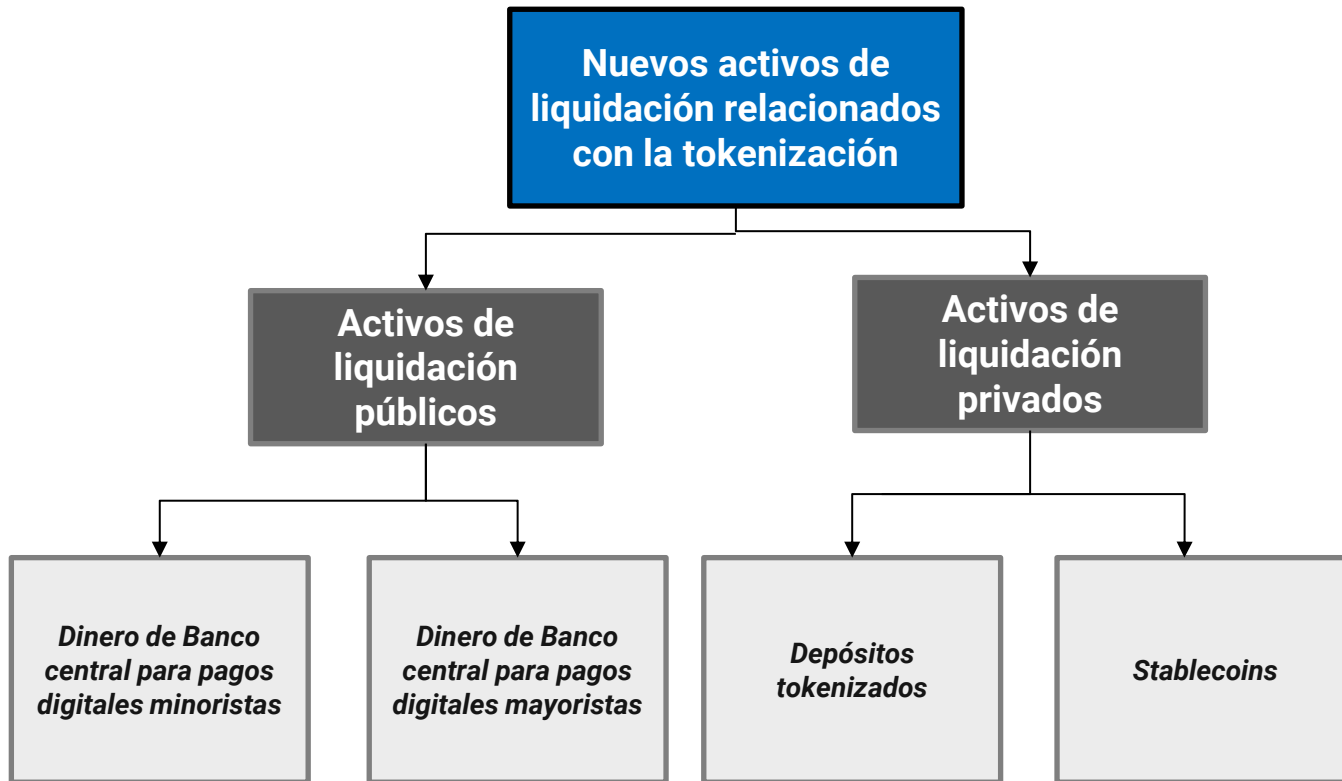 Nuevos activos de
liquidación relacionados
con la tokenización
Activos de
liquidación
públicos
Activos de
liquidación
privados
Dinero de Banco
central para pagos
digitales minoristas
Dinero de Banco
central para pagos
digitales mayoristas
Depósitos
tokenizados
Stablecoins